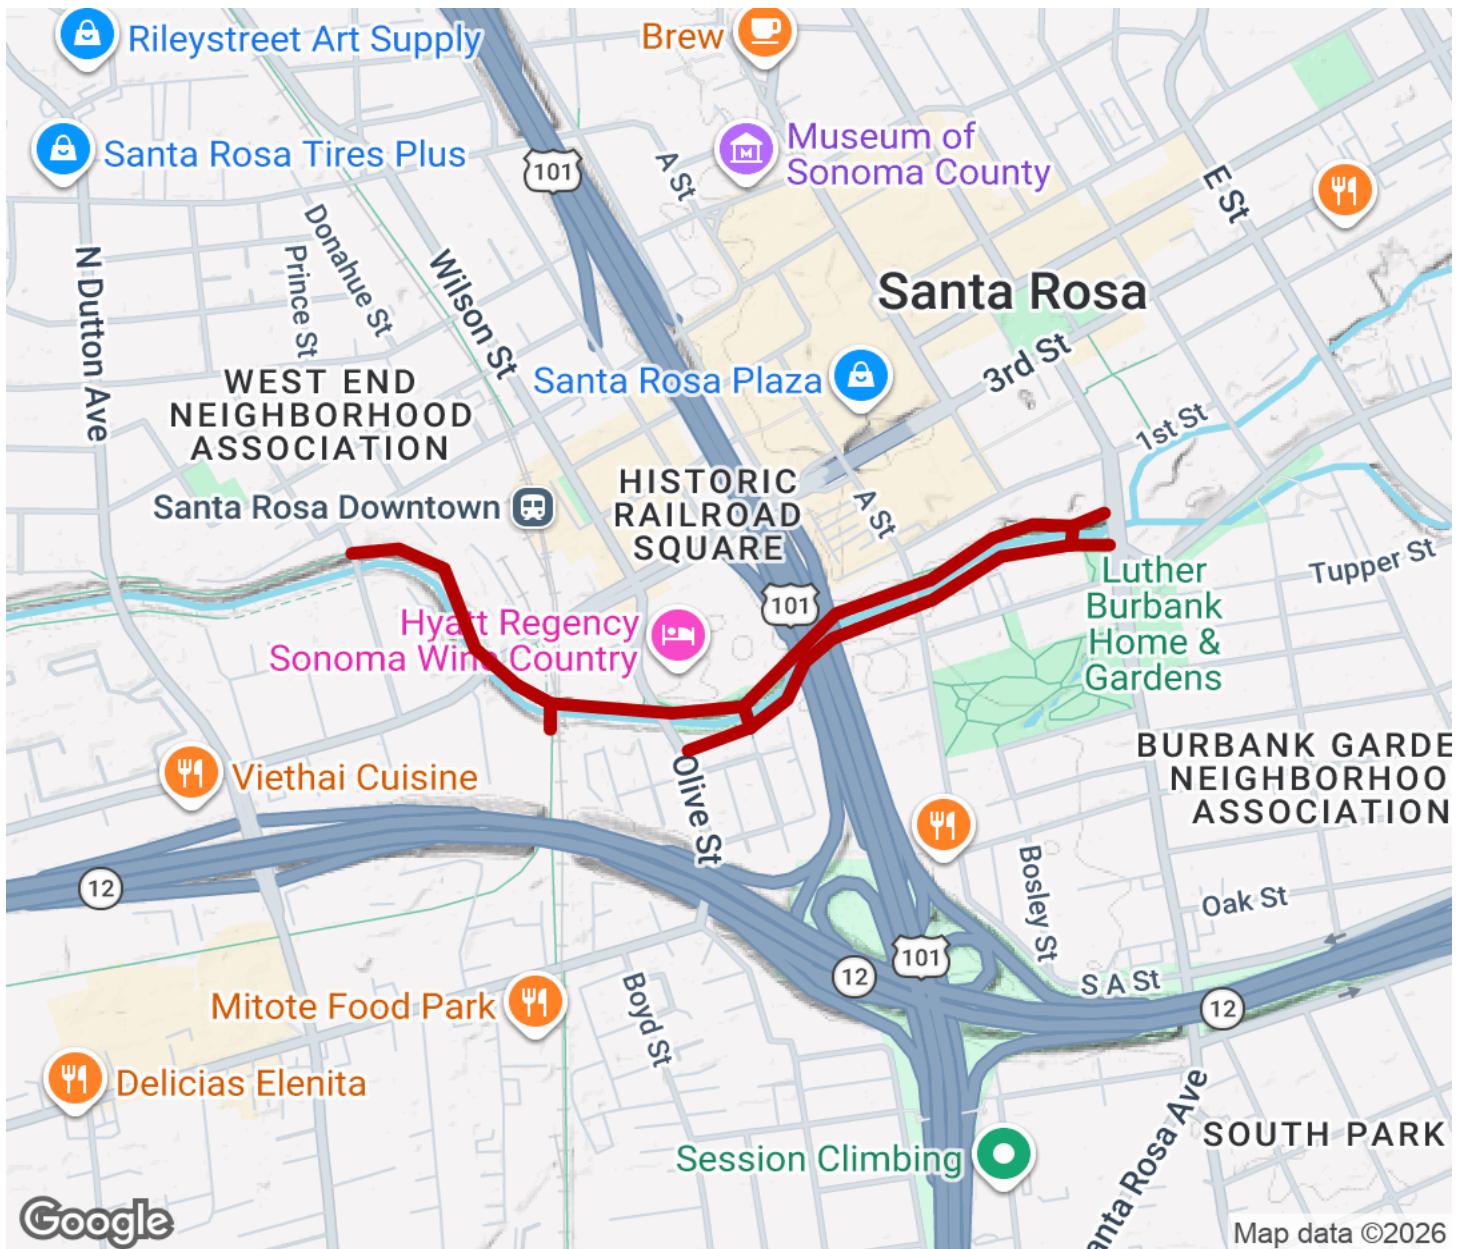 Rileystreet Art Supply
Brew
Santa Rosa Tires Plus
101
A St
Museum of
Sonoma County
E St
N Dutton Ave
Prince St
Donahue St
Wilson St
Santa Rosa
3rd St
WEST END
NEIGHBORHOOD
ASSOCIATION
Santa Rosa Plaza
1st St
Santa Rosa Downtown
HISTORIC
RAILROAD
SQUARE
A St
Tupper St
101
Hyatt Regency
Sonoma Wine Country
Luther
Burbank
Home &
Gardens
Viethai Cuisine
Olive St
BURBANK GARDE
NEIGHBORHOO
ASSOCIATION
12
Bosley St
Oak St
101
12
S A St
12
Mitote Food Park
Boyd St
Delicias Elenita
Session Climbing
anta Rosa Ave
SOUTH PARK
Google
Map data ©2026